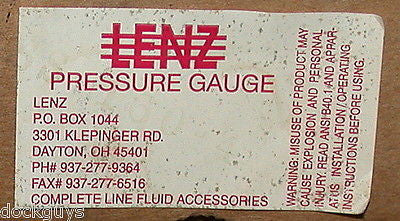 LENZ
PRESSURE GAUGE
LENZ
P.O. BOX 1044
3301 KLEPINGER RD.
DAYTON, OH 45401
PH# 937-277-9364
FAX# 937-277-6516
COMPLETE LINE FLUID ACCESSORIES
WARNING: MISUSE OF PRODUCT MAY
CAUSE EXPLOSION AND PERSONAL
INJURY. READ ANSI B40.1 AND APPAR-
ATHS INSTALLATION/OPERATING
INSTRUCTIONS BEFORE USING.
dockguys